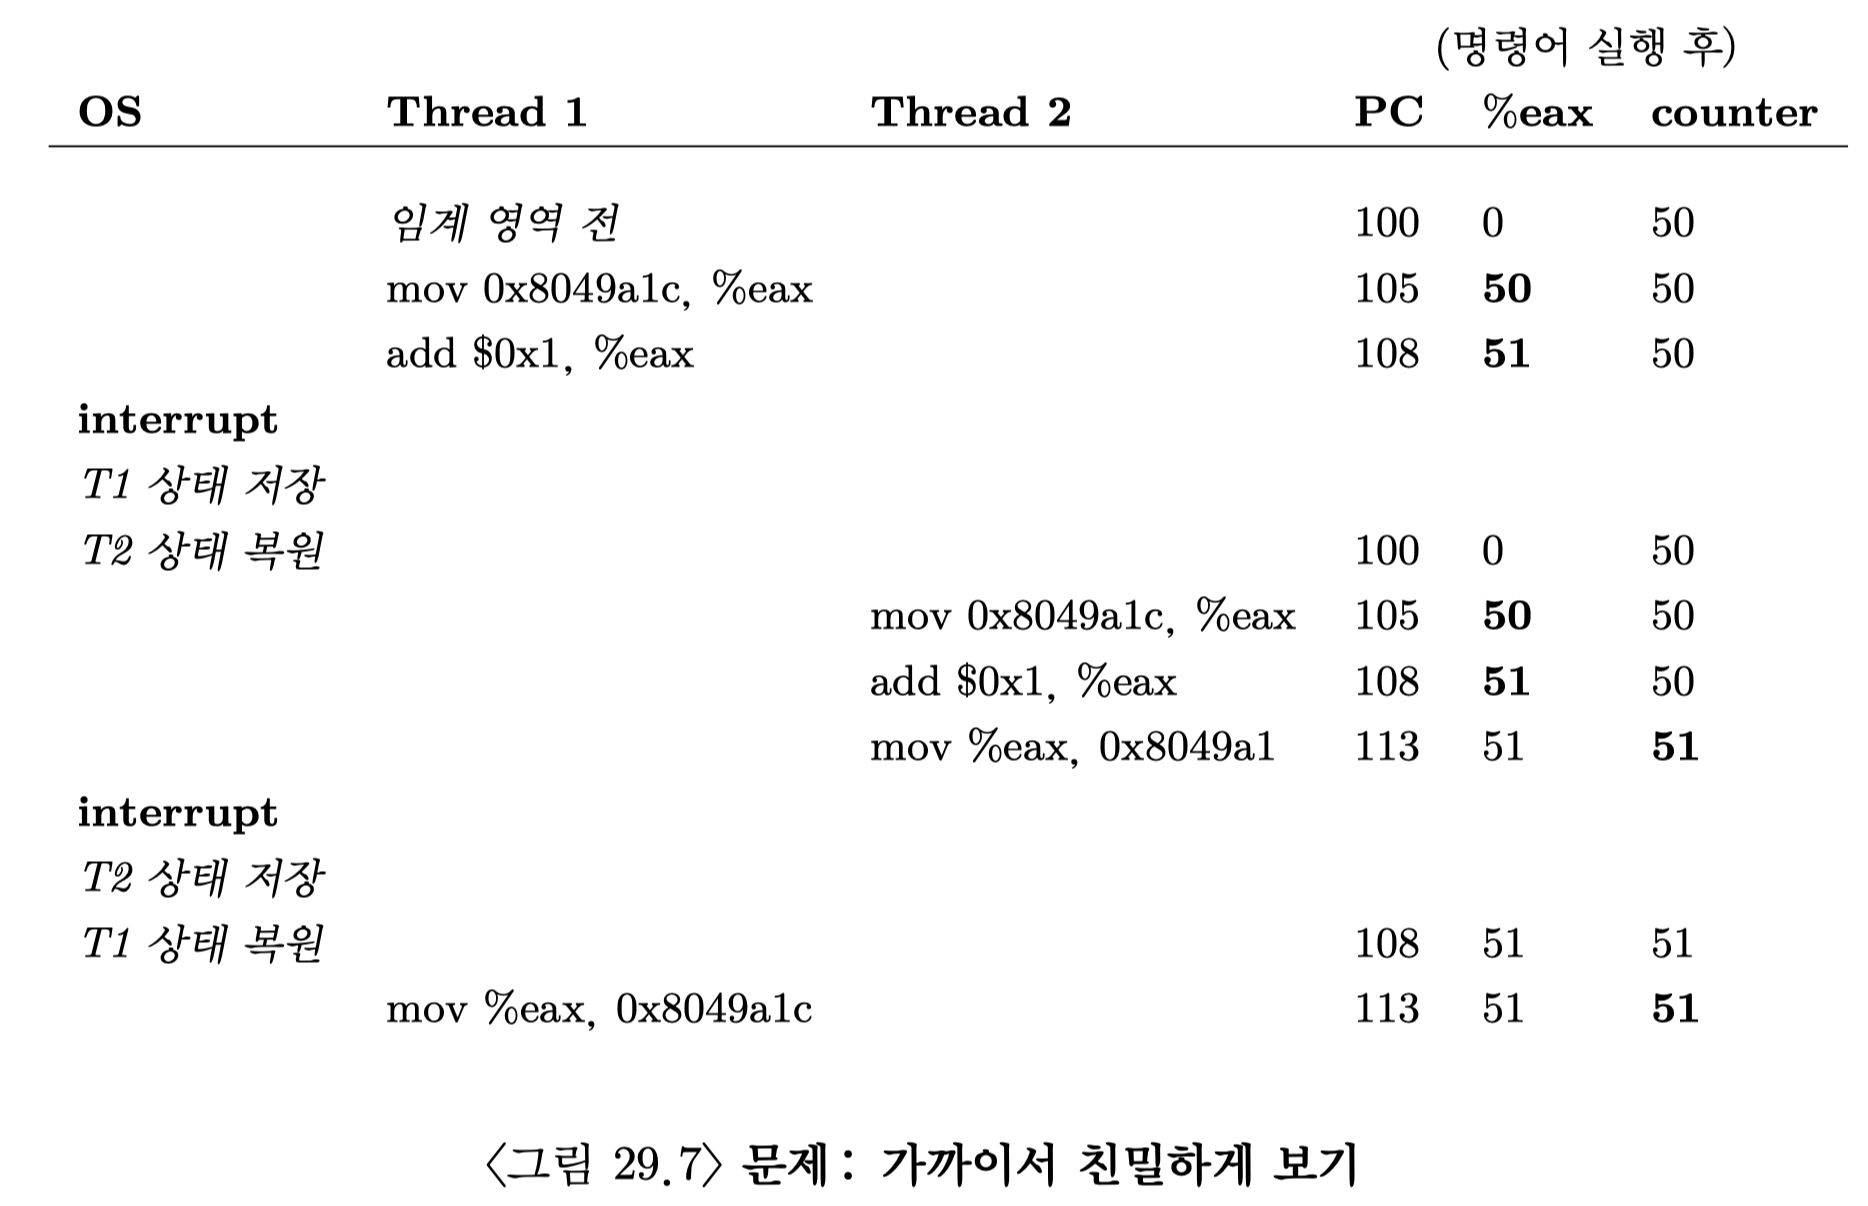 (명령어 실행 후)
OS Thread 1 Thread 2 PC %eax counter
임계 영역 전 100 0 50
mov 0x8049a1c, %eax 105 50 50
add $0x1, %eax 108 51 50
interrupt
T1 상태 저장
T2 상태 복원 100 0 50
mov 0x8049a1c, %eax 105 50 50
add $0x1, %eax 108 51 50
mov %eax, 0x8049a1 113 51 51
interrupt
T2 상태 저장
T1 상태 복원 108 51 51
mov %eax, 0x8049a1c 113 51 51
〈그림 29.7〉 문제: 가까이서 친밀하게 보기